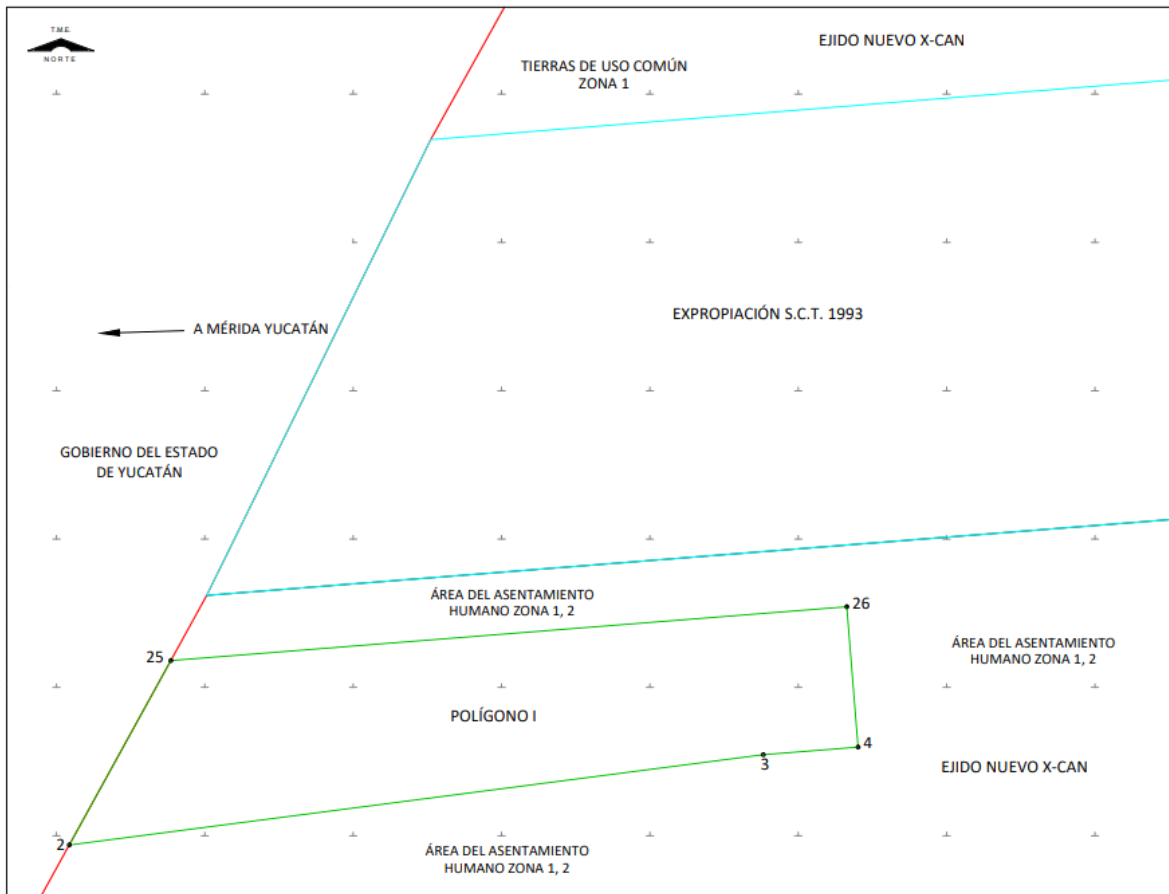 T.M.E.
NORTE
EJIDO NUEVO X-CAN
TIERRAS DE USO COMÚN
ZONA 1
EXPROPIACIÓN S.C.T. 1993
A MÉRIDA YUCATÁN
GOBIERNO DEL ESTADO
DE YUCATÁN
ÁREA DEL ASENTAMIENTO
HUMANO ZONA 1, 2
26
25
ÁREA DEL ASENTAMIENTO
HUMANO ZONA 1, 2
POLÍGONO I
4
3
EJIDO NUEVO X-CAN
2
ÁREA DEL ASENTAMIENTO
HUMANO ZONA 1, 2